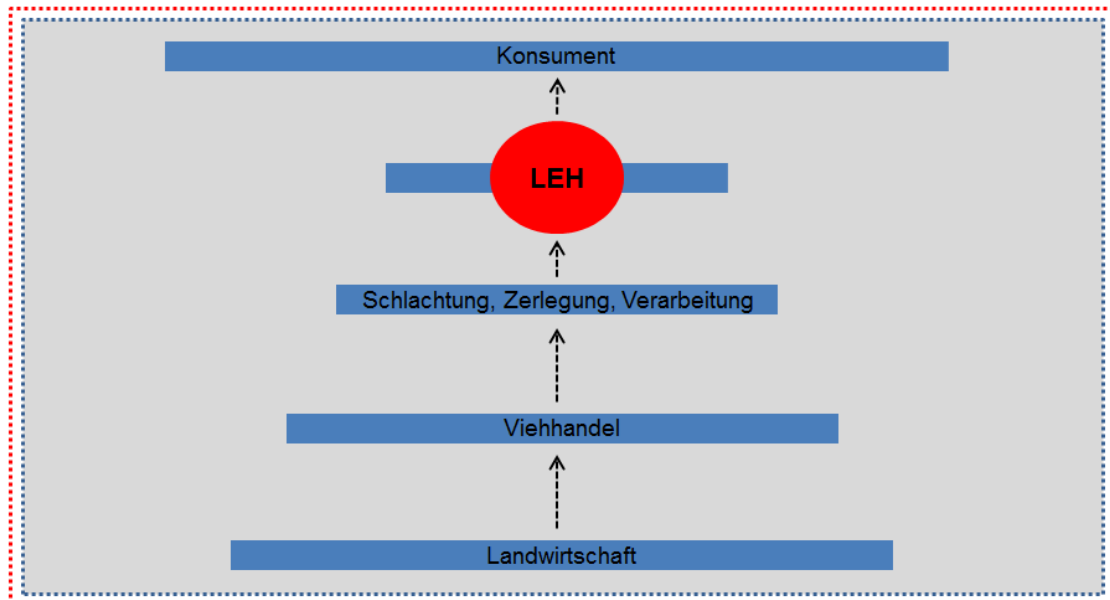 Konsument
LEH
Schlachtung, Zerlegung, Verarbeitung
Viehhandel
Landwirtschaft